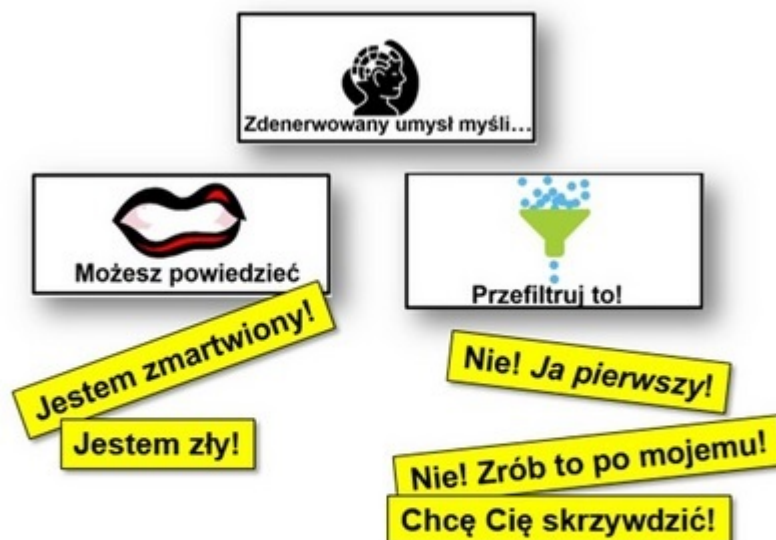 Zdenerwowany umysł myśli...
Możesz powiedzieć
Jestem zmartwiony!
Jestem zły!
Przefiltruj to!
Nie! Ja pierwszy!
Nie! Zrób to po mojemu!
Chcę Cię skrzywdzić!